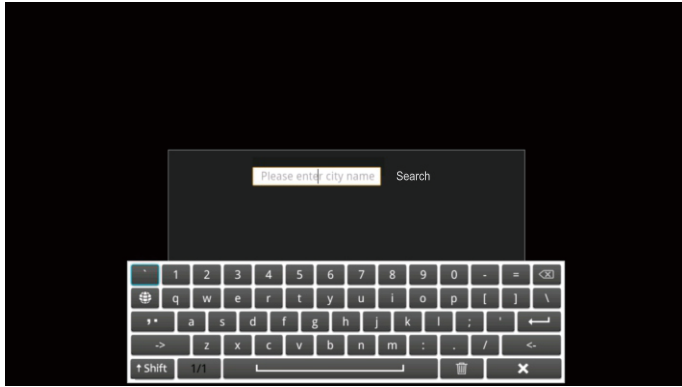 Please enter city name Search
` 1 2 3 4 5 6 7 8 9 0 - =
q w e r t y u i o p [ ] \
, a s d f g h j k l ; '
-> z x c v b n m : . / <-
↑ Shift 1/1